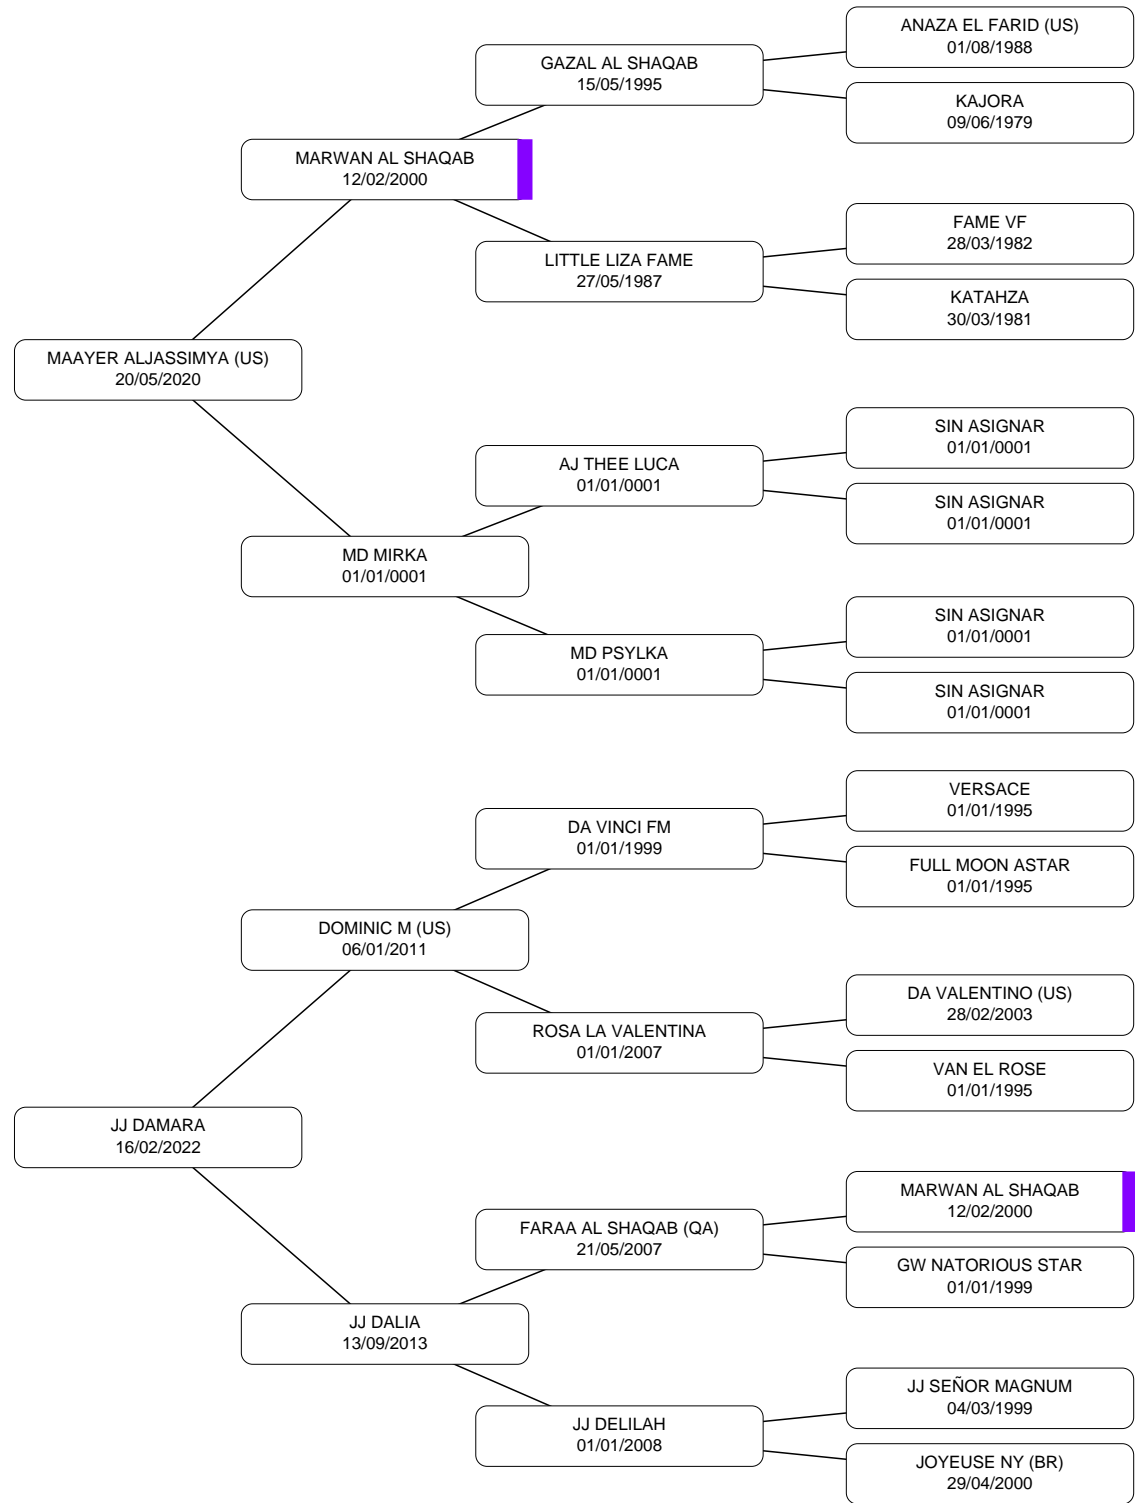 ANAZA EL FARID (US)
01/08/1988
GAZAL AL SHAQAB
15/05/1995
KAJORA
09/06/1979
MARWAN AL SHAQAB
12/02/2000
FAME VF
28/03/1982
LITTLE LIZA FAME
27/05/1987
KATAHZA
30/03/1981
MAAYER ALJASSIMYA (US)
20/05/2020
SIN ASIGNAR
01/01/0001
AJ THEE LUCA
01/01/0001
SIN ASIGNAR
01/01/0001
MD MIRKA
01/01/0001
SIN ASIGNAR
01/01/0001
MD PSYLKA
01/01/0001
SIN ASIGNAR
01/01/0001
VERSACE
01/01/1995
DA VINCI FM
01/01/1999
FULL MOON ASTAR
01/01/1995
DOMINIC M (US)
06/01/2011
DA VALENTINO (US)
28/02/2003
ROSA LA VALENTINA
01/01/2007
VAN EL ROSE
01/01/1995
JJ DAMARA
16/02/2022
MARWAN AL SHAQAB
12/02/2000
FARAA AL SHAQAB (QA)
21/05/2007
GW NATORIOUS STAR
01/01/1999
JJ DALIA
13/09/2013
JJ SEÑOR MAGNUM
04/03/1999
JJ DELILAH
01/01/2008
JOYEUSE NY (BR)
29/04/2000